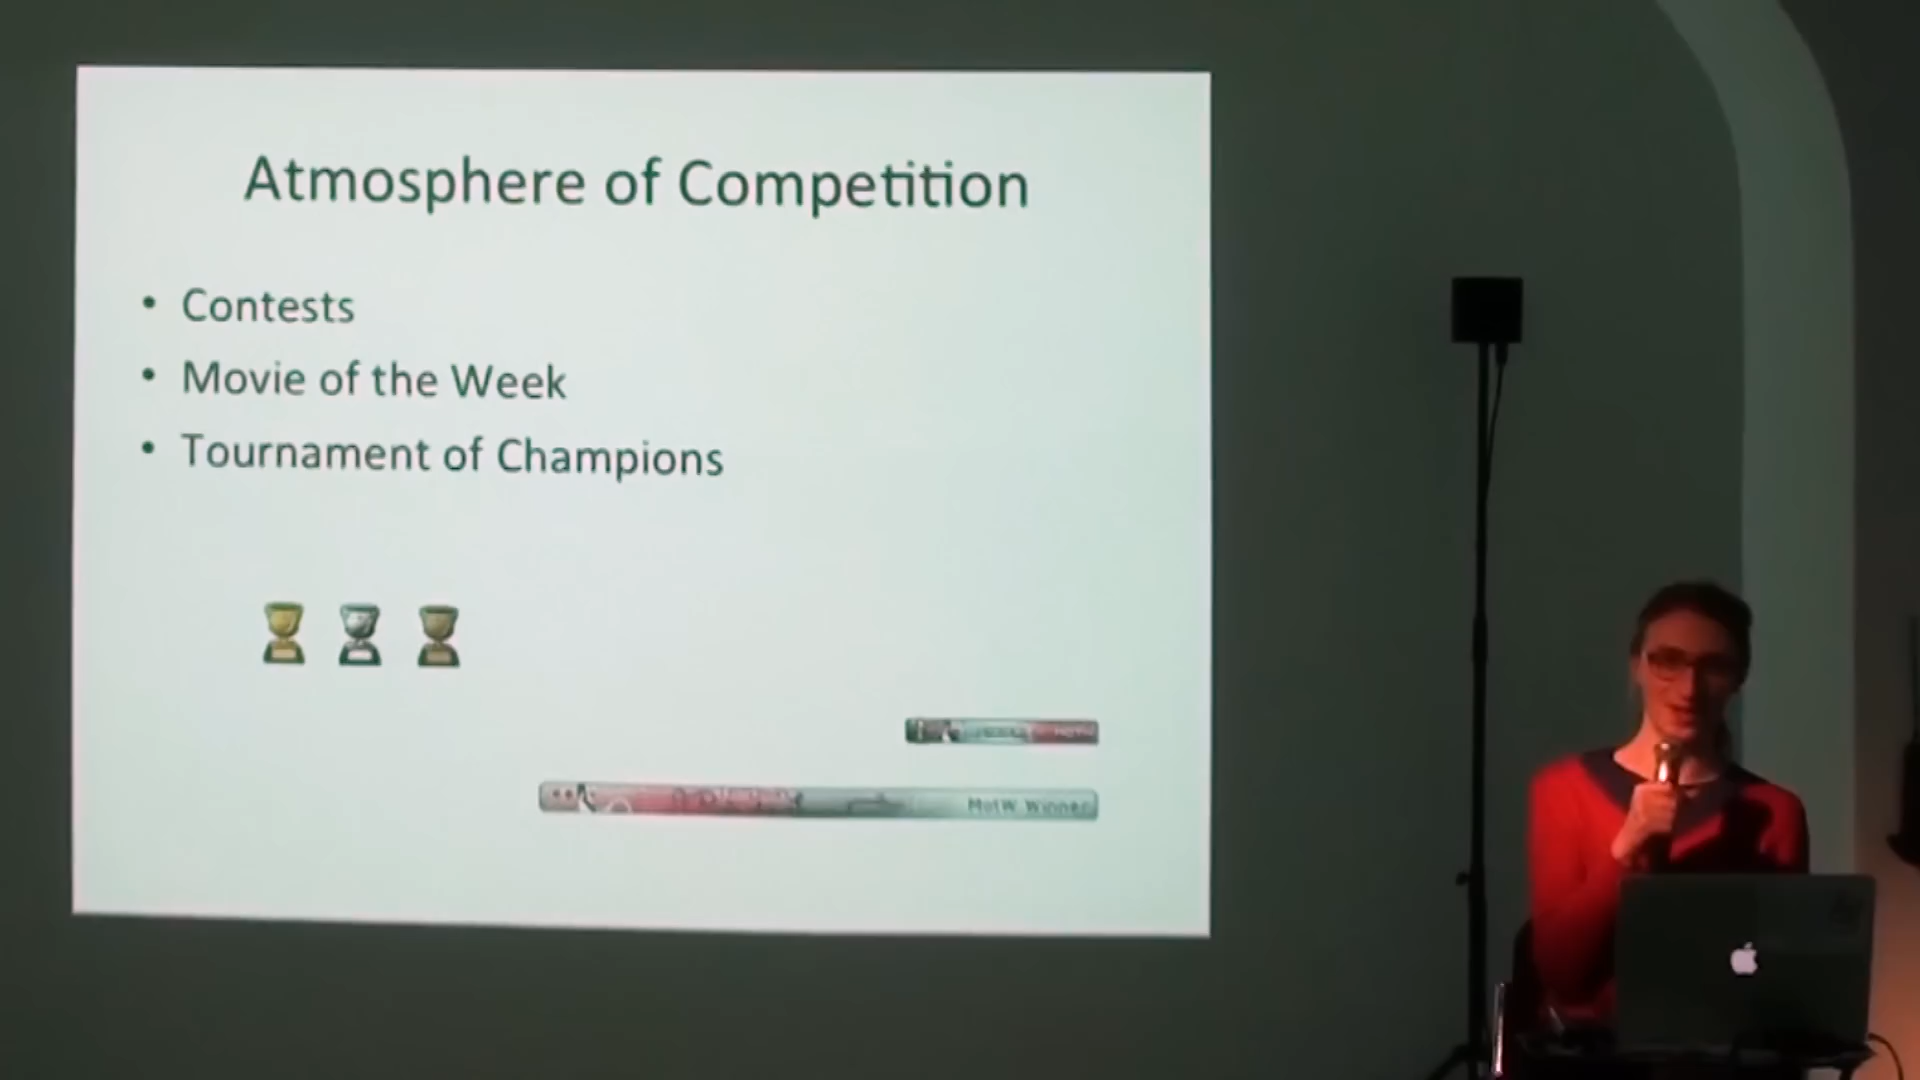 Atmosphere of Competition
• Contests
• Movie of the Week
• Tournament of Champions
MotW Winner